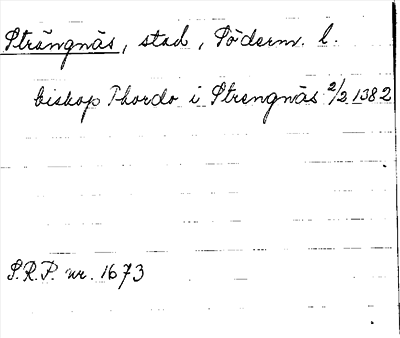 Strängnäs, stad, Söderm. l.
biskop Thordo i Strengnäs 2/2 1382
S.R.P. nr. 1673